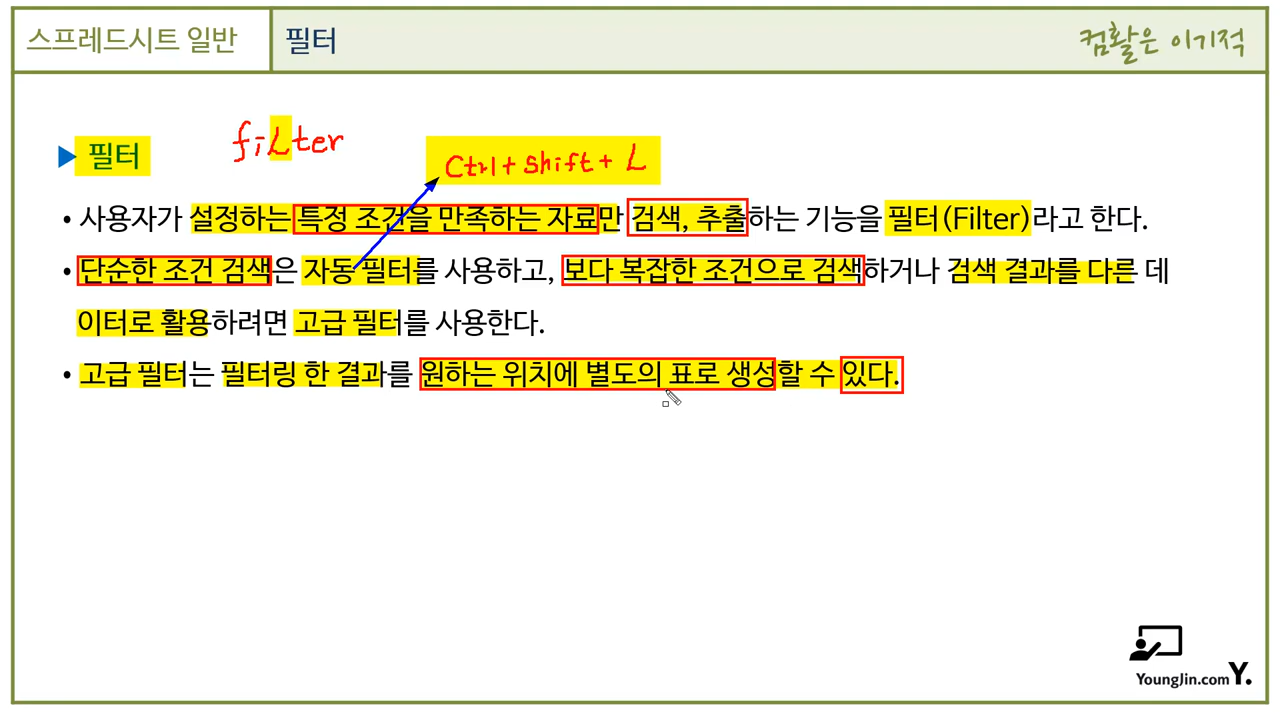 스프레드시트 일반
필터
컴활은 이기적
필터
fiLter
Ctrl+Shift+L
• 사용자가 설정하는 특정 조건을 만족하는 자료만 검색, 추출하는 기능을 필터(Filter)라고 한다.
• 단순한 조건 검색은 자동 필터를 사용하고, 보다 복잡한 조건으로 검색하거나 검색 결과를 다른 데
이터로 활용하려면 고급 필터를 사용한다.
• 고급 필터는 필터링 한 결과를 원하는 위치에 별도의 표로 생성할 수 있다.
YoungJin.com Y.